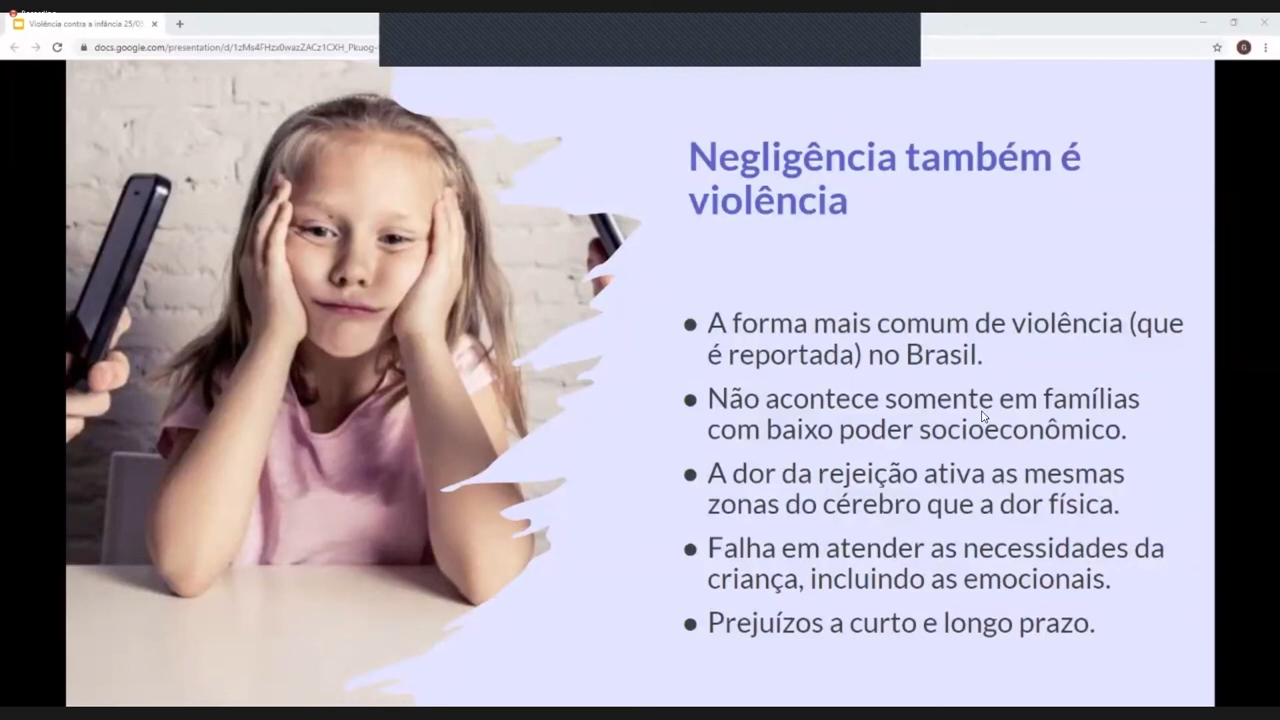 Recording
Violência contra a infância 25/05
docs.google.com/presentation/d/1zMs4FHzx0wazZACz1CXH_Pkuog-
G
Negligência também é
violência
● A forma mais comum de violência (que
é reportada) no Brasil.
● Não acontece somente em famílias
com baixo poder socioeconômico.
● A dor da rejeição ativa as mesmas
zonas do cérebro que a dor física.
● Falha em atender as necessidades da
criança, incluindo as emocionais.
● Prejuízos a curto e longo prazo.